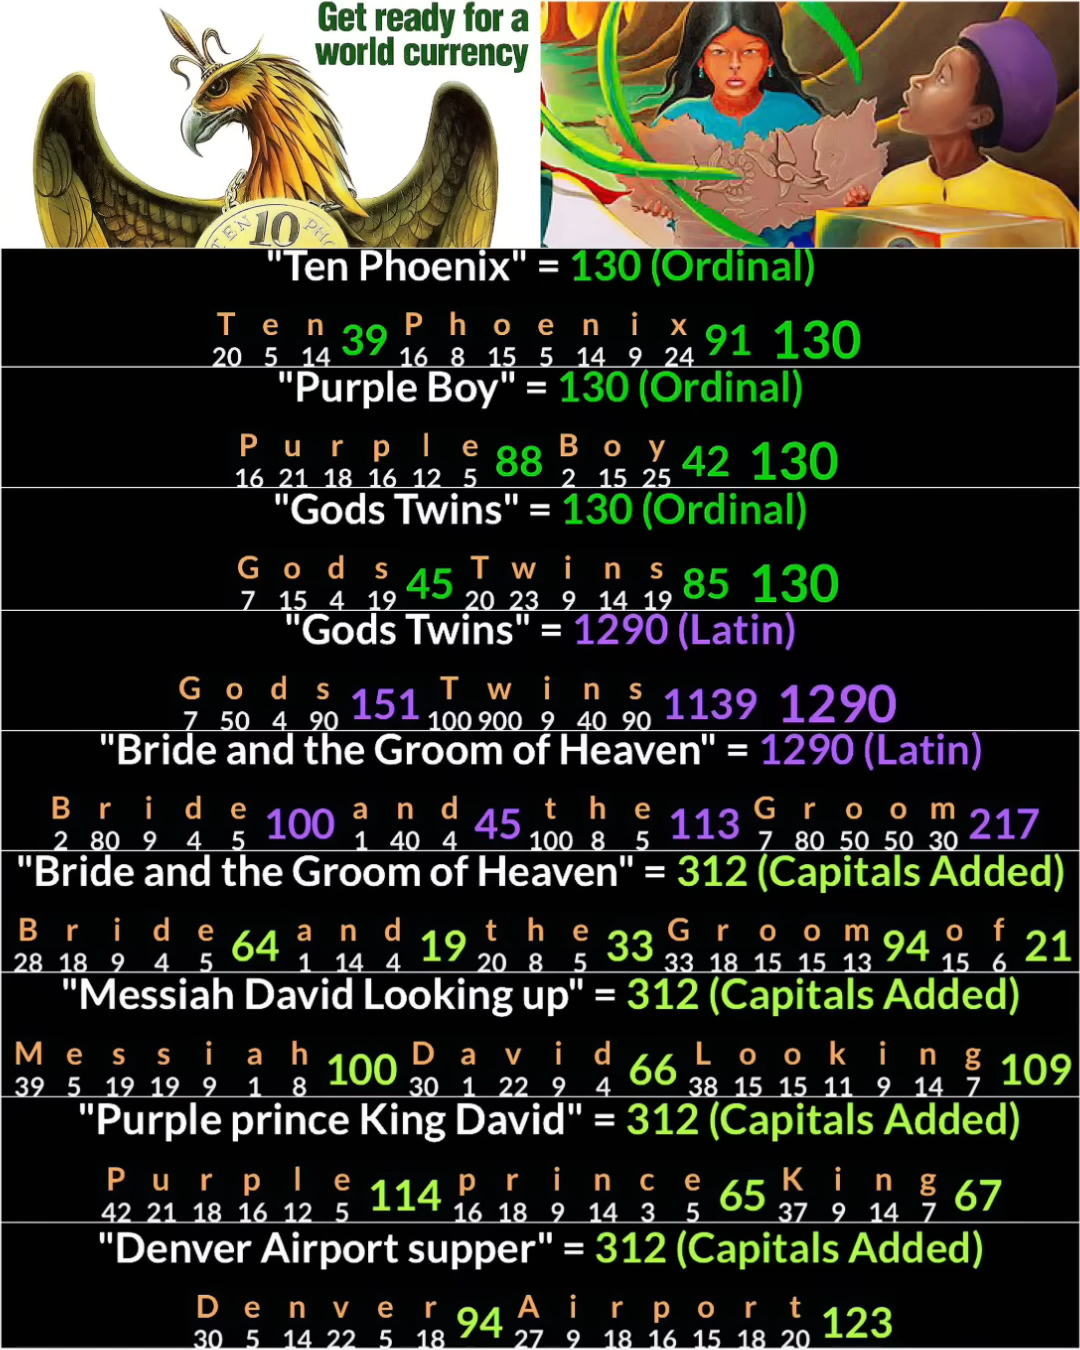 Get ready for a
world currency
TEN 10 PHO
"Ten Phoenix" = 130 (Ordinal)
T e n 39 P h o e n i x 91 130
20 5 14 16 8 15 5 14 9 24
"Purple Boy" = 130 (Ordinal)
P u r p l e 88 B o y 42 130
16 21 18 16 12 5 2 15 25
"Gods Twins" = 130 (Ordinal)
G o d s 45 T w i n s 85 130
7 15 4 19 20 23 9 14 19
"Gods Twins" = 1290 (Latin)
G o d s 151 T w i n s 1139 1290
7 50 4 90 100 900 9 40 90
"Bride and the Groom of Heaven" = 1290 (Latin)
B r i d e 100 a n d 45 t h e 113 G r o o m 217
2 80 9 4 5 1 40 4 100 8 5 7 80 50 50 30
"Bride and the Groom of Heaven" = 312 (Capitals Added)
B r i d e 64 a n d 19 t h e 33 G r o o m 94 o f 21
28 18 9 4 5 1 14 4 20 8 5 33 18 15 15 13 15 6
"Messiah David Looking up" = 312 (Capitals Added)
M e s s i a h 100 D a v i d 66 L o o k i n g 109
39 5 19 19 9 1 8 30 1 22 9 4 38 15 15 11 9 14 7
"Purple prince King David" = 312 (Capitals Added)
P u r p l e 114 p r i n c e 65 K i n g 67
42 21 18 16 12 5 16 18 9 14 3 5 37 9 14 7
"Denver Airport supper" = 312 (Capitals Added)
D e n v e r 94 A i r p o r t 123
30 5 14 22 5 18 27 9 18 16 15 18 20